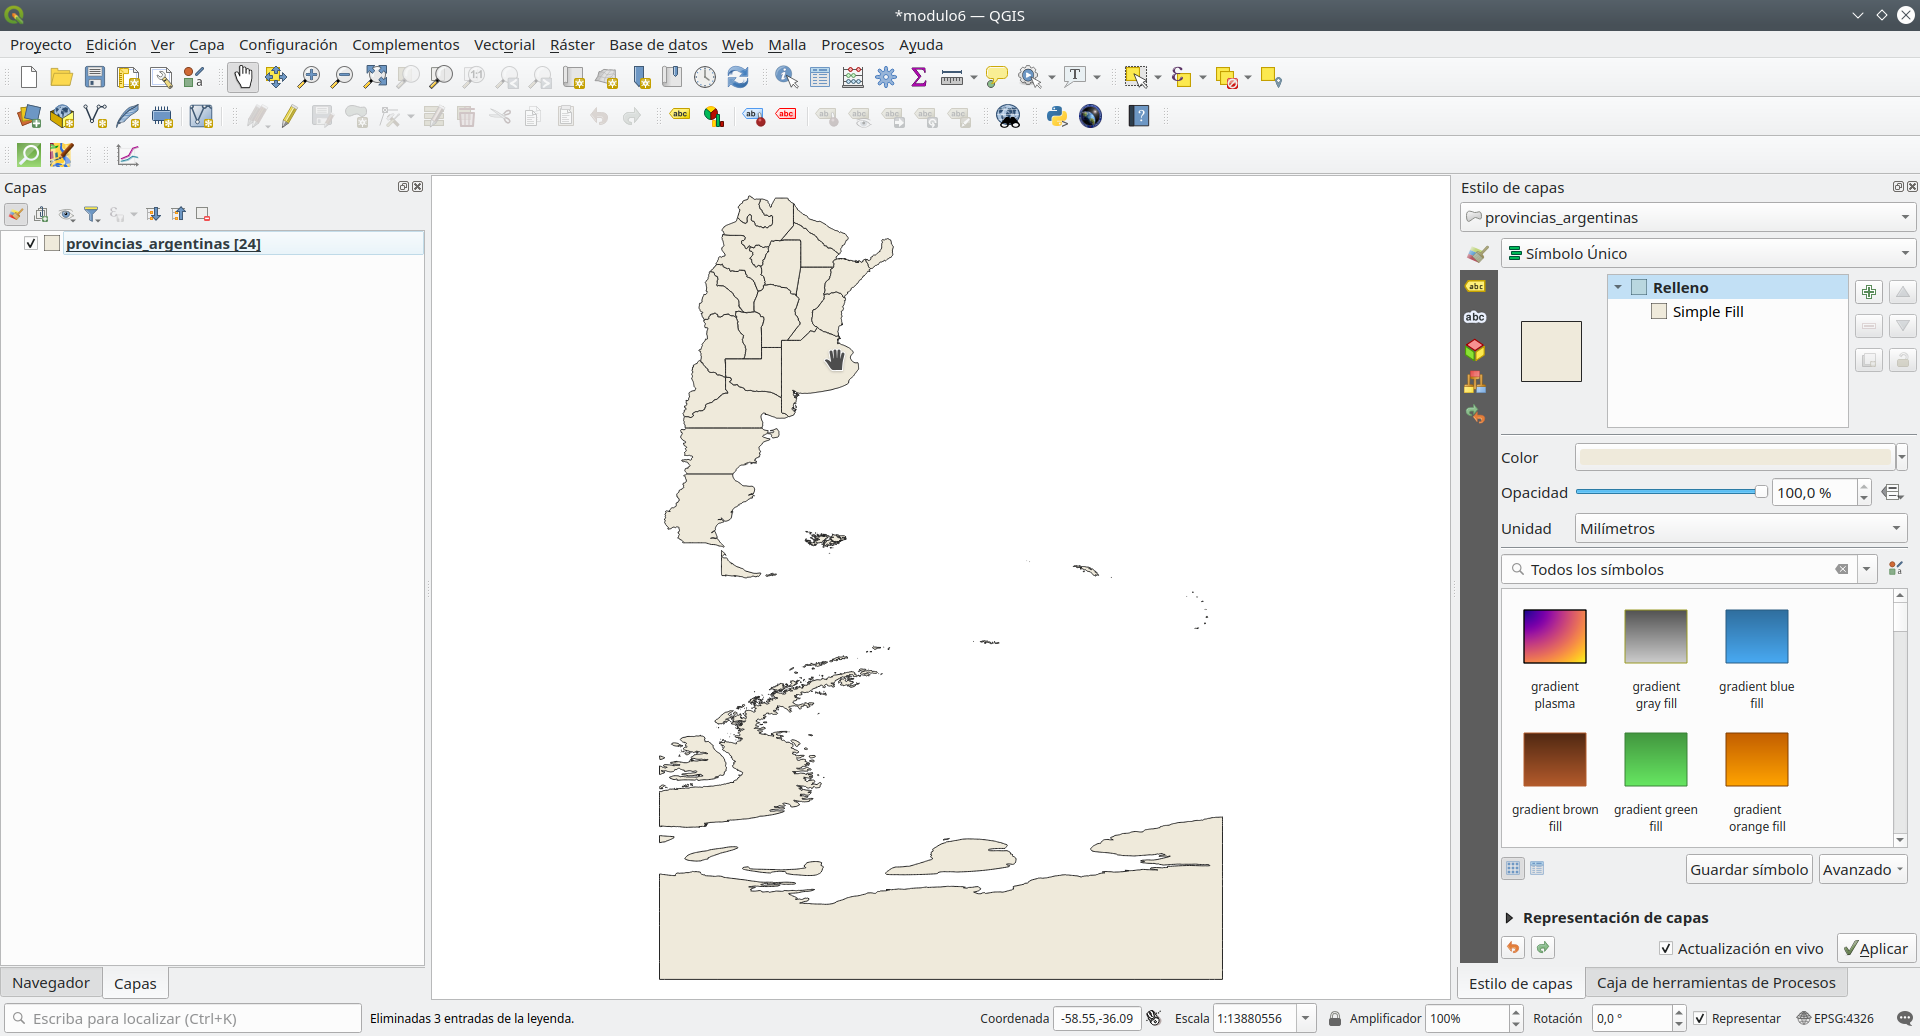 *modulo6 — QGIS
Proyecto Edición Ver Capa Configuración Complementos Vectorial Ráster Base de datos Web Malla Procesos Ayuda
Capas
provincias_argentinas [24]
Navegador
Capas
Estilo de capas
provincias_argentinas
Símbolo Único
Relleno
Simple Fill
Color
Opacidad 100,0 %
Unidad Milímetros
Todos los símbolos
gradient plasma
gradient gray fill
gradient blue fill
gradient brown fill
gradient green fill
gradient orange fill
Guardar símbolo Avanzado
Representación de capas
Actualización en vivo Aplicar
Estilo de capas Caja de herramientas de Procesos
Escriba para localizar (Ctrl+K) Eliminadas 3 entradas de la leyenda. Coordenada -58.55,-36.09 Escala 1:13880556 Amplificador 100% Rotación 0,0 ° Representar EPSG:4326